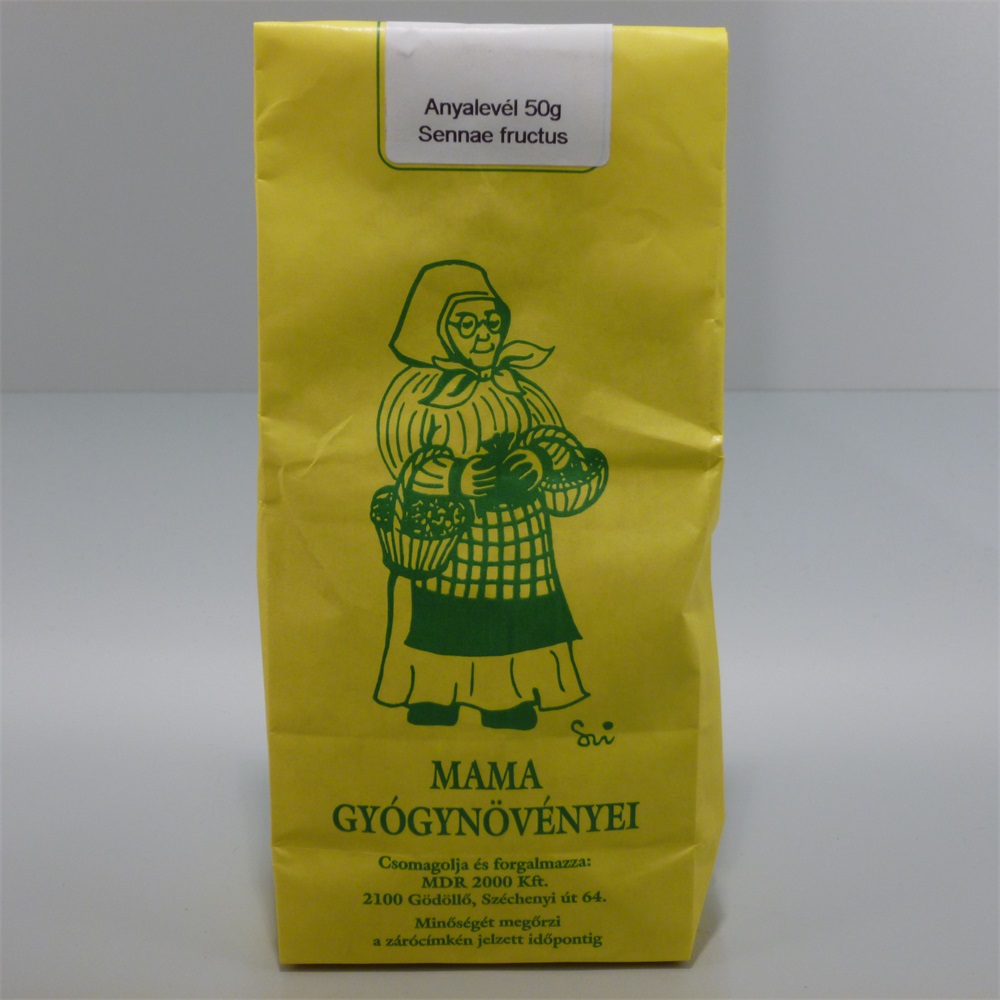 Anyalevél 50g
Sennae fructus
MAMA
GYÓGYNÖVÉNYEI
Csomagolja és forgalmazza:
MDR 2000 Kft.
2100 Gödöllő, Széchenyi út 64.
Minőségét megőrzi
a zárócímkén jelzett időpontig